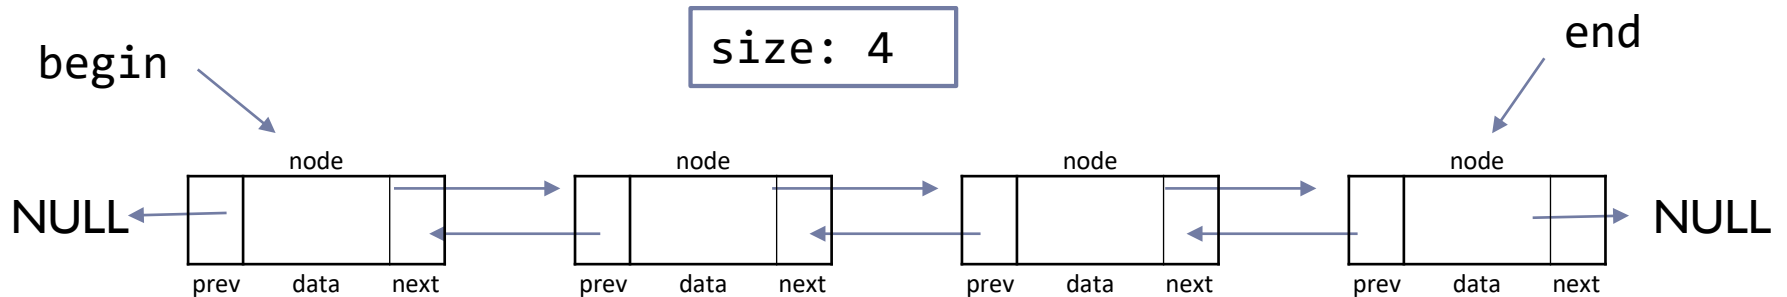 begin
size: 4
end
node node node node
NULL NULL
prev data next prev data next prev data next prev data next